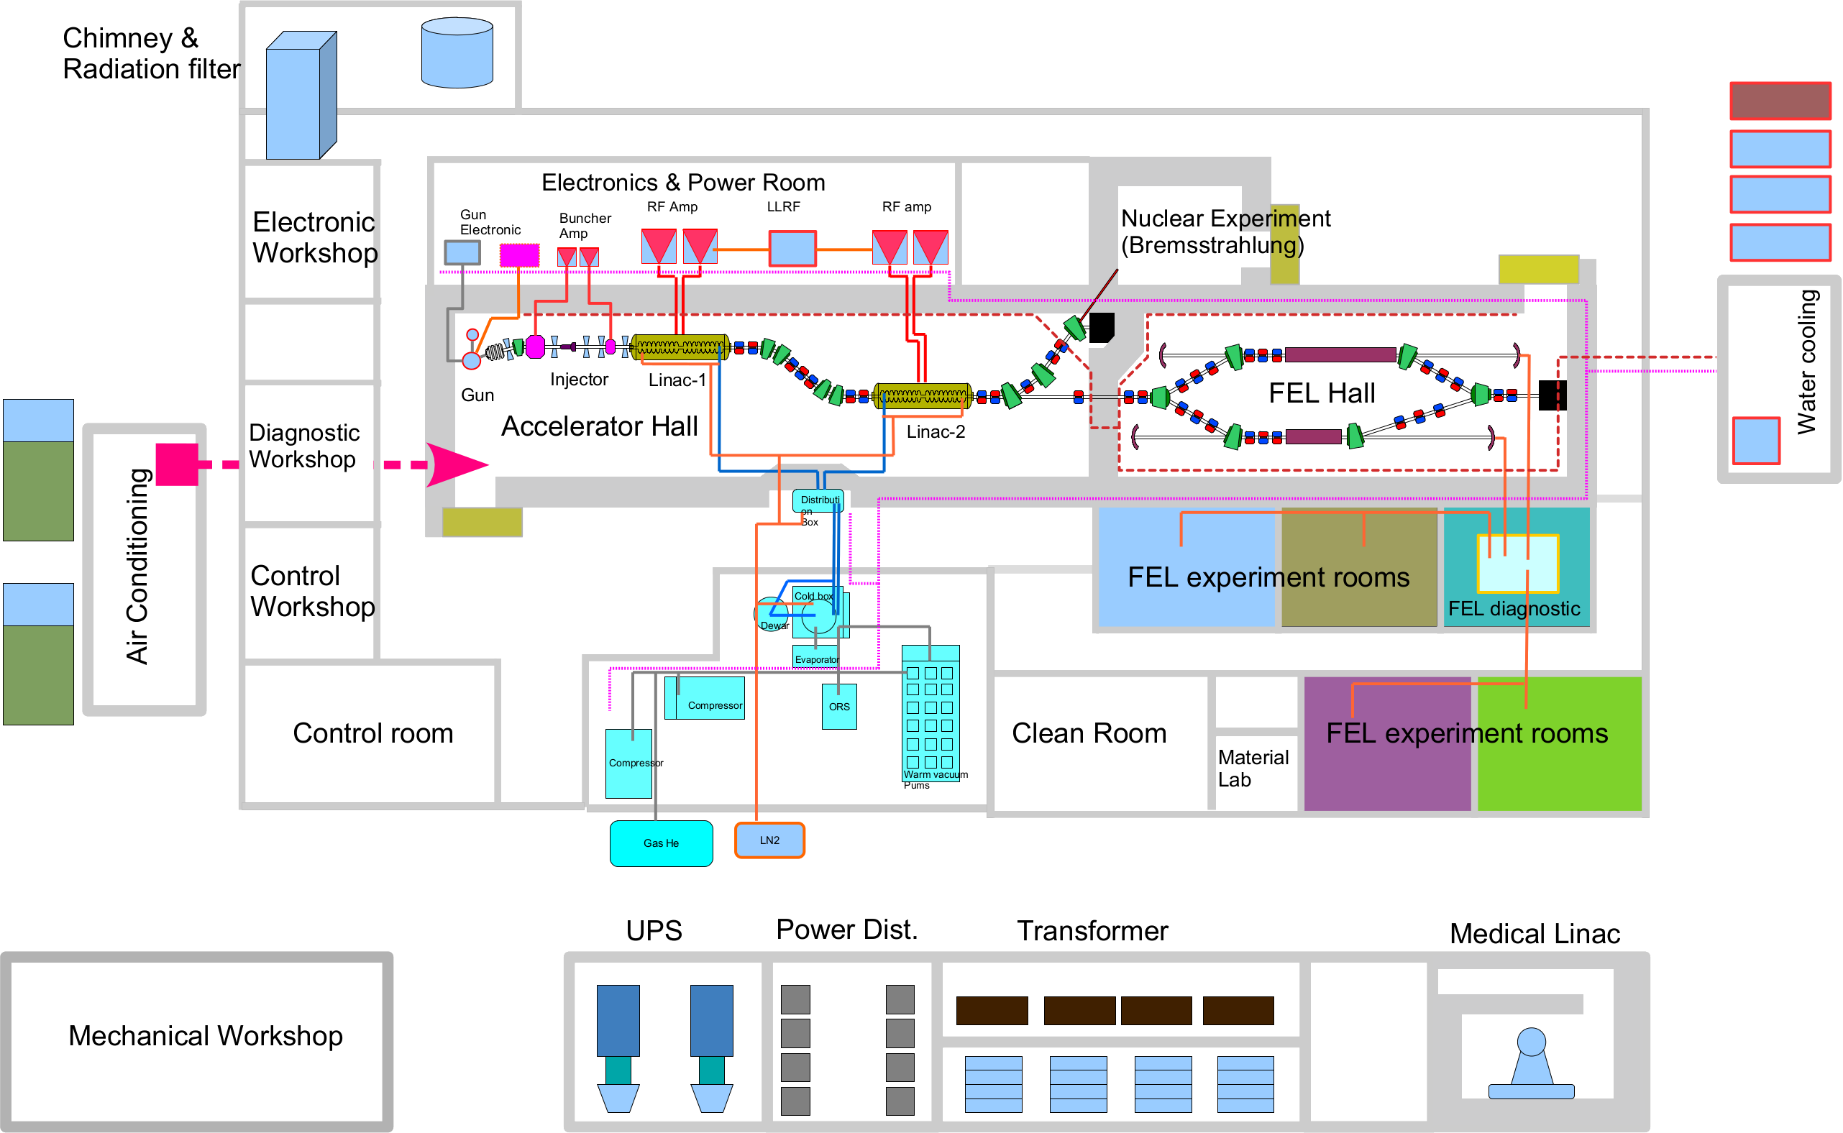 Chimney &
Radiation filter
Electronics & Power Room
RF Amp
LLRF
RF amp
Gun
Electronic
Buncher
Amp
Nuclear Experiment
(Bremsstrahlung)
Electronic
Workshop
Water cooling
Gun
Injector
Linac-1
Linac-2
FEL Hall
Accelerator Hall
Diagnostic
Workshop
Air Conditioning
Distributi
on
Box
Control
Workshop
Cold box
Dewar
Evaporator
FEL experiment rooms
FEL diagnostic
Compressor
ORS
Control room
Clean Room
FEL experiment rooms
Material
Lab
Compressor
Warm vacuum
Pums
Gas He
LN2
UPS
Power Dist.
Transformer
Medical Linac
Mechanical Workshop